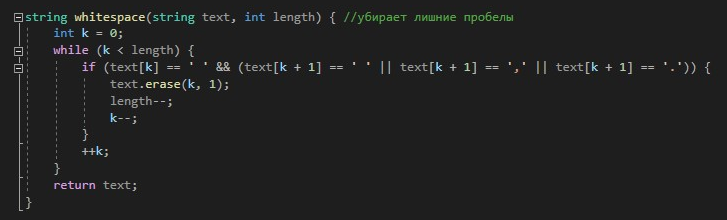 string whitespace(string text, int length) { //убирает лишние пробелы
    int k = 0;
    while (k < length) {
        if (text[k] == ' ' && (text[k + 1] == ' ' || text[k + 1] == ',' || text[k + 1] == '.')) {
            text.erase(k, 1);
            length--;
            k--;
        }
        ++k;
    }
    return text;
}